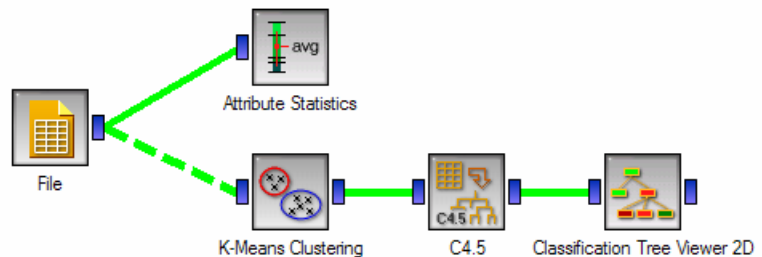 avg
Attribute Statistics
File
C4.5
K-Means Clustering
C4.5
Classification Tree Viewer 2D